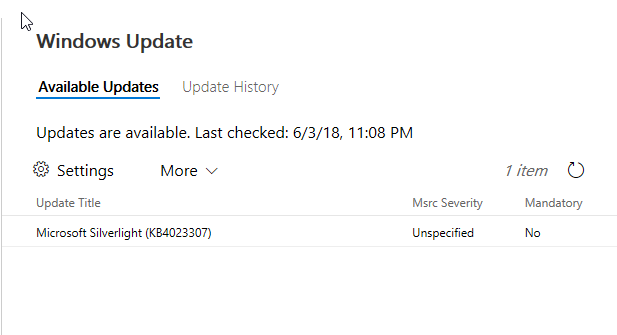 Windows Update
Available Updates Update History
Updates are available. Last checked: 6/3/18, 11:08 PM
Settings More 1 item
Update Title Msrc Severity Mandatory
Microsoft Silverlight (KB4023307) Unspecified No